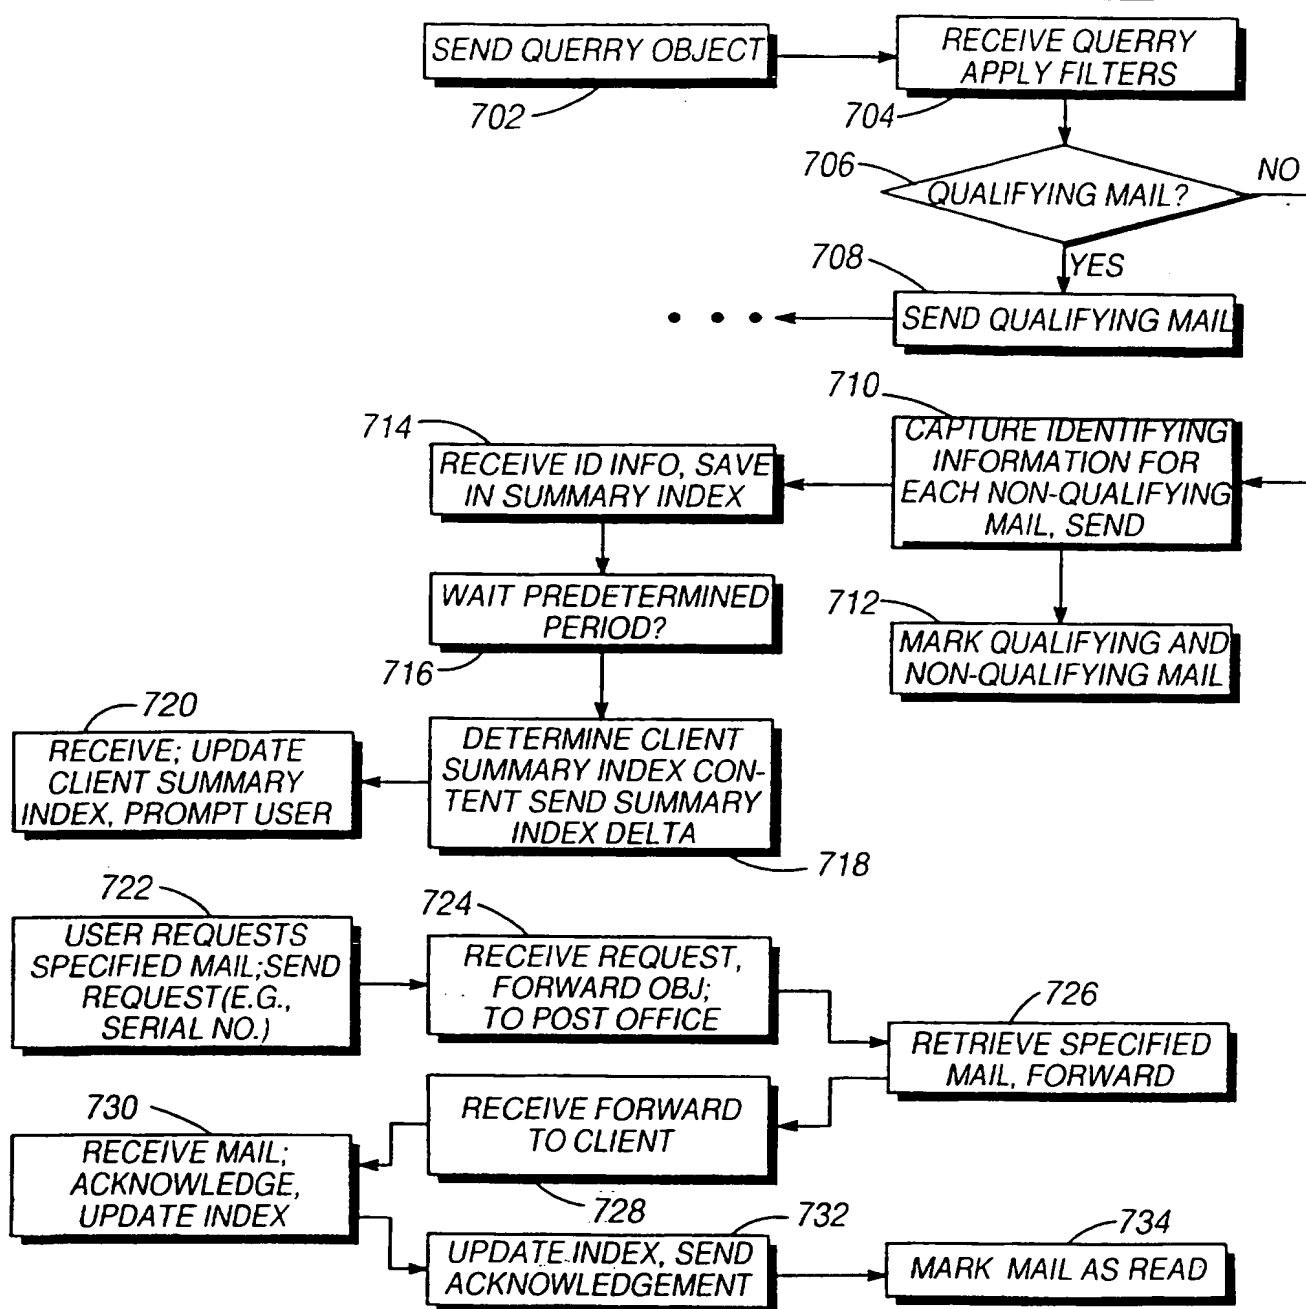 SEND QUERRY OBJECT
702
RECEIVE QUERRY
APPLY FILTERS
704
706
QUALIFYING MAIL?
NO
YES
708
SEND QUALIFYING MAIL
710
CAPTURE IDENTIFYING
INFORMATION FOR
EACH NON-QUALIFYING
MAIL, SEND
714
RECEIVE ID INFO, SAVE
IN SUMMARY INDEX
WAIT PREDETERMINED
PERIOD?
716
712
MARK QUALIFYING AND
NON-QUALIFYING MAIL
720
RECEIVE; UPDATE
CLIENT SUMMARY
INDEX, PROMPT USER
DETERMINE CLIENT
SUMMARY INDEX CON-
TENT SEND SUMMARY
INDEX DELTA
718
722
USER REQUESTS
SPECIFIED MAIL;SEND
REQUEST(E.G.,
SERIAL NO.)
724
RECEIVE REQUEST,
FORWARD OBJ;
TO POST OFFICE
726
RETRIEVE SPECIFIED
MAIL, FORWARD
RECEIVE FORWARD
TO CLIENT
728
730
RECEIVE MAIL;
ACKNOWLEDGE,
UPDATE INDEX
732
UPDATE INDEX, SEND
ACKNOWLEDGEMENT
734
MARK MAIL AS READ